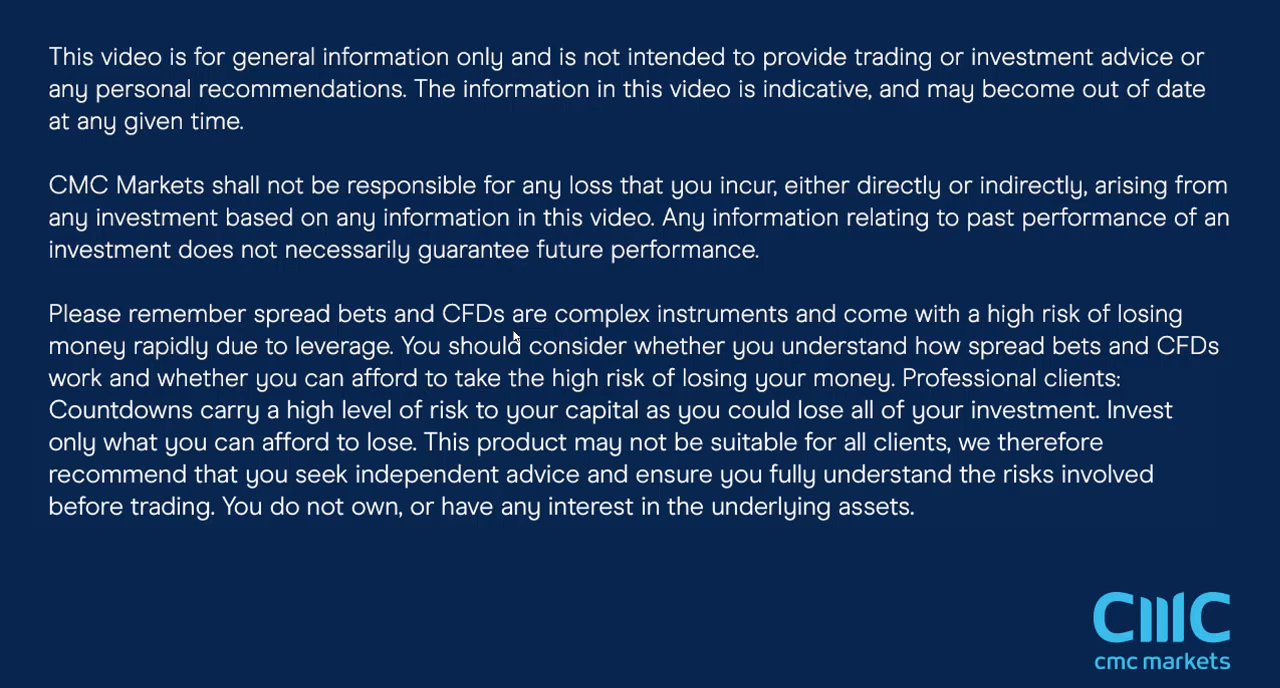 This video is for general information only and is not intended to provide trading or investment advice or
any personal recommendations. The information in this video is indicative, and may become out of date
at any given time.
CMC Markets shall not be responsible for any loss that you incur, either directly or indirectly, arising from
any investment based on any information in this video. Any information relating to past performance of an
investment does not necessarily guarantee future performance.
Please remember spread bets and CFDs are complex instruments and come with a high risk of losing
money rapidly due to leverage. You should consider whether you understand how spread bets and CFDs
work and whether you can afford to take the high risk of losing your money. Professional clients:
Countdowns carry a high level of risk to your capital as you could lose all of your investment. Invest
only what you can afford to lose. This product may not be suitable for all clients, we therefore
recommend that you seek independent advice and ensure you fully understand the risks involved
before trading. You do not own, or have any interest in the underlying assets.
CMC
cmc markets